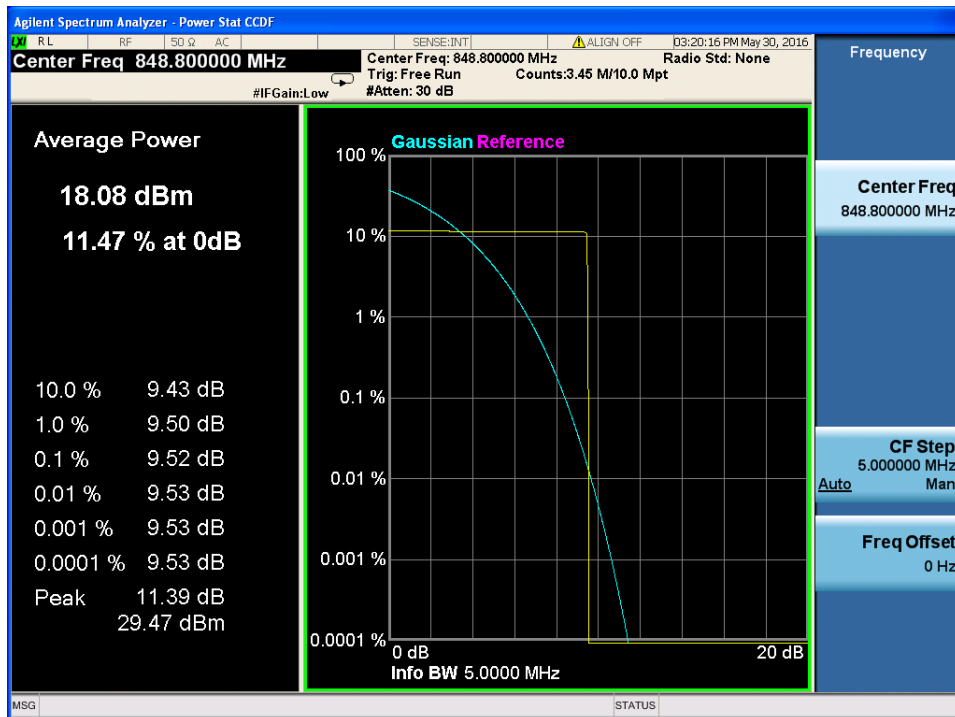 Agilent Spectrum Analyzer - Power Stat CCDF
LXI RL RF 50 Ω AC SENSE:INT ALIGN OFF 03:20:16 PM May 30, 2016
Center Freq 848.800000 MHz
#IFGain:Low
Center Freq: 848.800000 MHz Radio Std: None
Trig: Free Run Counts:3.45 M/10.0 Mpt
#Atten: 30 dB
Average Power
18.08 dBm
11.47 % at 0dB
10.0 % 9.43 dB
1.0 % 9.50 dB
0.1 % 9.52 dB
0.01 % 9.53 dB
0.001 % 9.53 dB
0.0001 % 9.53 dB
Peak 11.39 dB
29.47 dBm
Gaussian Reference
100 %
10 %
1 %
0.1 %
0.01 %
0.001 %
0.0001 %
0 dB 20 dB
Info BW 5.0000 MHz
Frequency
Center Freq
848.800000 MHz
CF Step
5.000000 MHz
Auto Man
Freq Offset
0 Hz
MSG STATUS